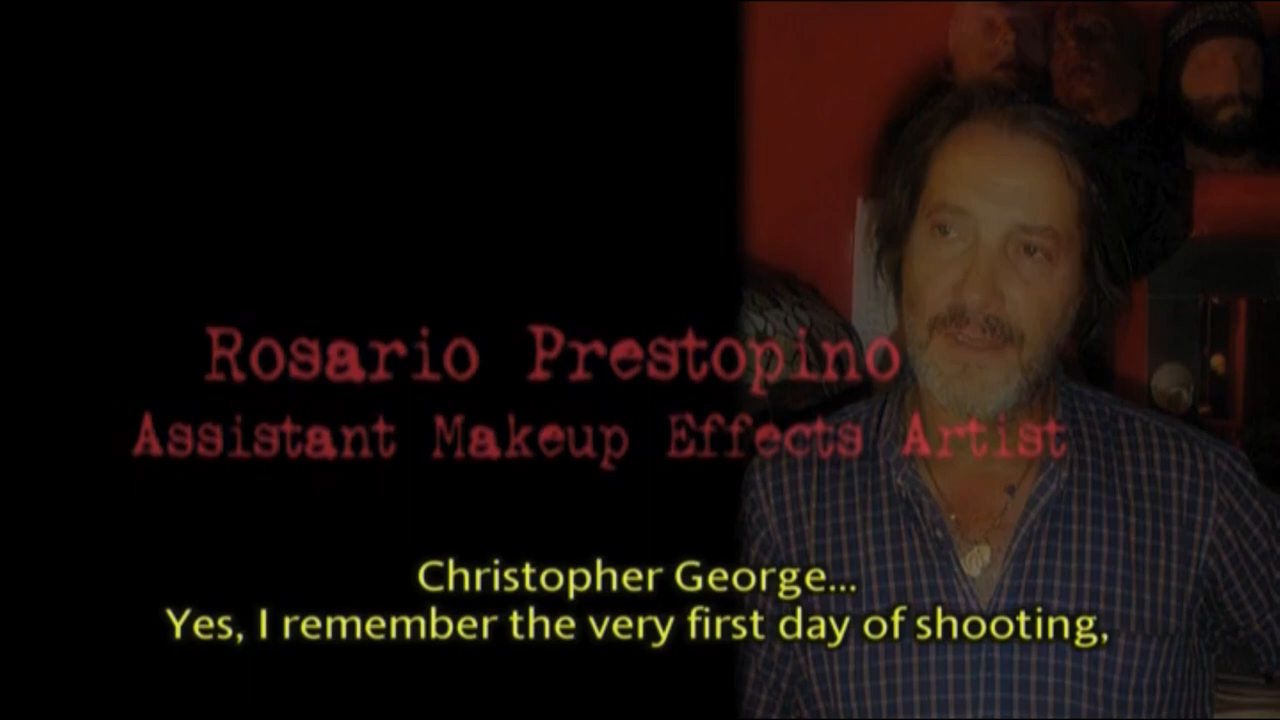 Rosario Prestopino
Assistant Makeup Effects Artist
Christopher George...
Yes, I remember the very first day of shooting,